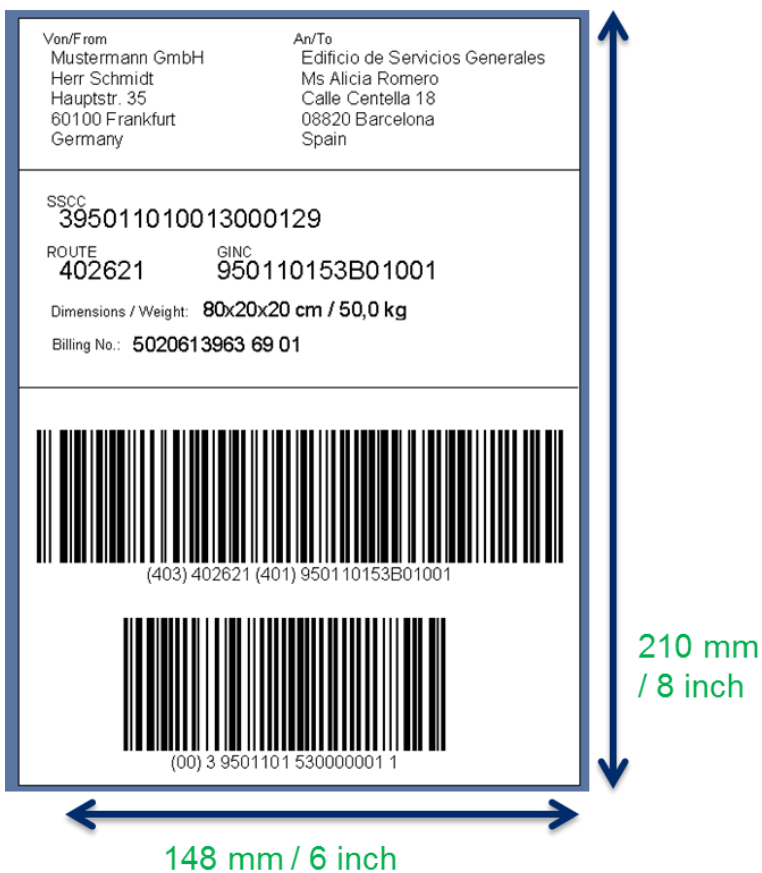 Von/From
Mustermann GmbH
Herr Schmidt
Hauptstr. 35
60100 Frankfurt
Germany
An/To
Edificio de Servicios Generales
Ms Alicia Romero
Calle Centella 18
08820 Barcelona
Spain
SSCC
395011010013000129
ROUTE
402621
GINC
950110153B01001
Dimensions / Weight: 80x20x20 cm / 50,0 kg
Billing No.: 5020613963 69 01
(403) 402621 (401) 950110153B01001
(00) 3 9501101 530000001 1
210 mm
/ 8 inch
148 mm / 6 inch